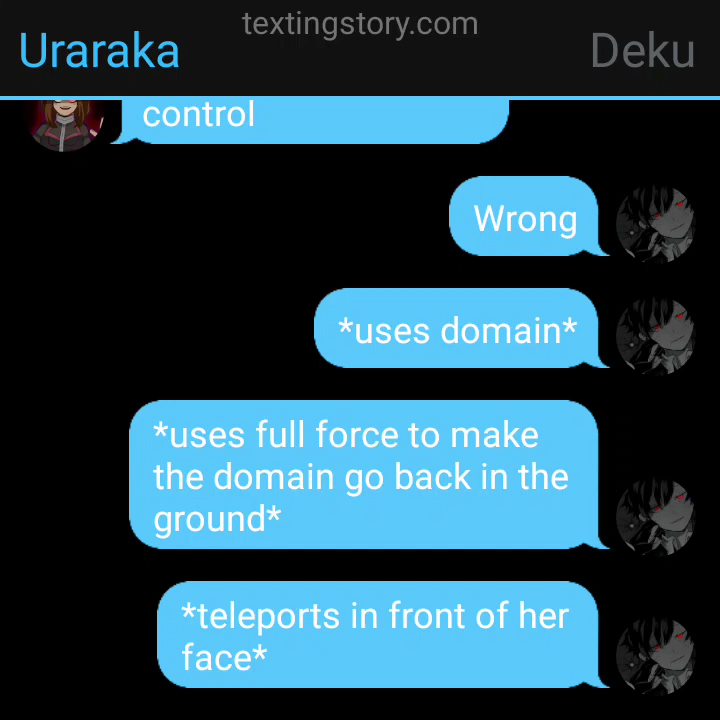 textingstory.com
Uraraka
Deku
control
Wrong
*uses domain*
*uses full force to make
the domain go back in the
ground*
*teleports in front of her
face*